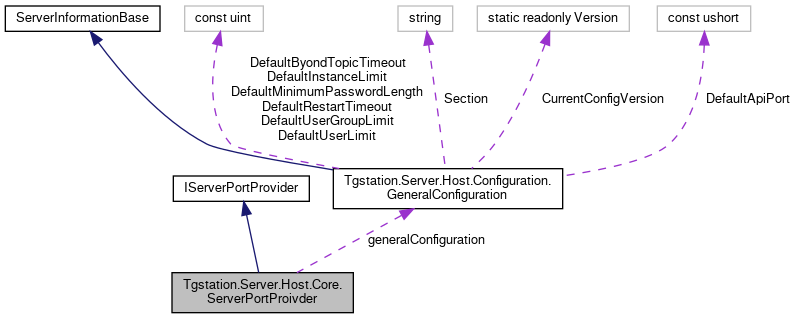 ServerInformationBase
const uint
string
static readonly Version
const ushort
DefaultByondTopicTimeout
DefaultInstanceLimit
DefaultMinimumPasswordLength
DefaultRestartTimeout
DefaultUserGroupLimit
DefaultUserLimit
Section
CurrentConfigVersion
DefaultApiPort
IServerPortProvider
Tgstation.Server.Host.Configuration.
GeneralConfiguration
generalConfiguration
Tgstation.Server.Host.Core.
ServerPortProivder